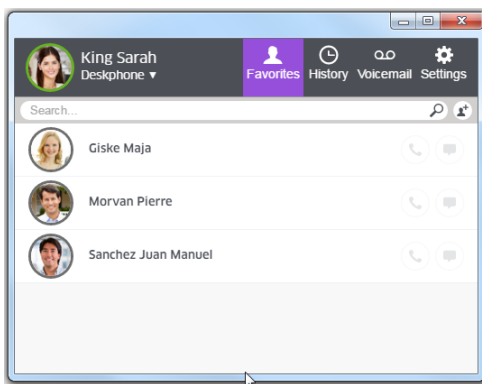 King Sarah
Deskphone ▼
Favorites History Voicemail Settings
Search...
Giske Maja
Morvan Pierre
Sanchez Juan Manuel